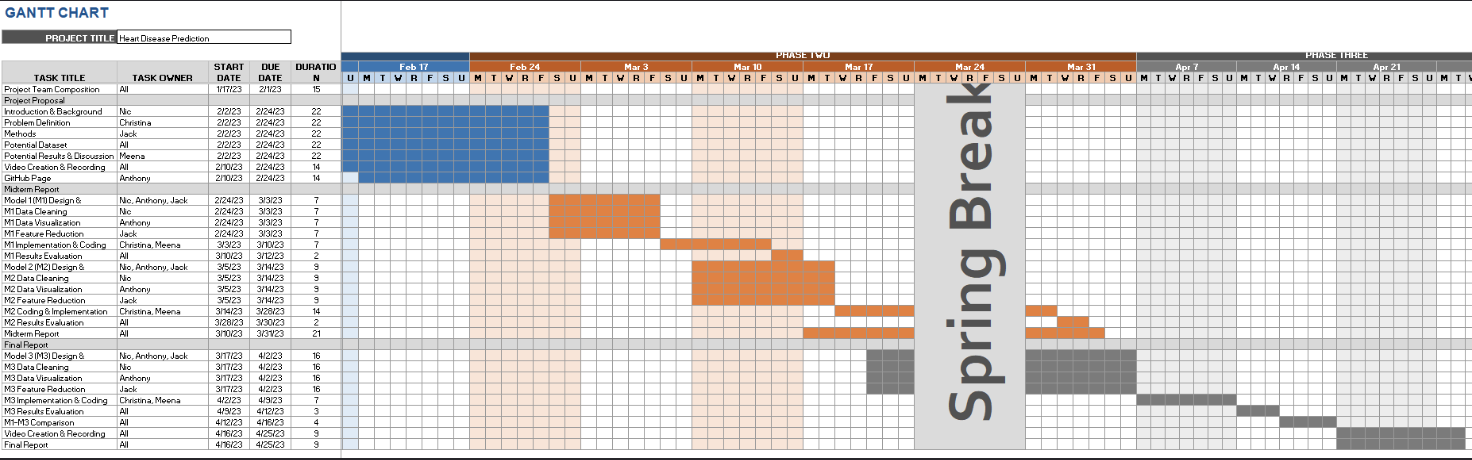 GANTT CHART
PROJECT TITLE Heart Disease Prediction
PHASE TWO PHASE THREE
Feb 17 Feb 24 Mar 3 Mar 10 Mar 17 Mar 24 Mar 31 Apr 7 Apr 14 Apr 21
START DUE DURATIO
TASK TITLE TASK OWNER DATE DATE N
U M T W R F S U M T W R F S U M T W R F S U M T W R F S U M T W R F S U M T W R F S U M T W R F S U M T W R F S U M T W R F S U M T W R F S U M T W
Project Team Composition All 1/17/23 2/1/23 15
Project Proposal
Introduction & Background Nic 2/2/23 2/24/23 22
Problem Definition Christina 2/2/23 2/24/23 22
Methods Jack 2/2/23 2/24/23 22
Potential Dataset All 2/2/23 2/24/23 22
Potential Results & Discussion Meena 2/2/23 2/24/23 22
Video Creation & Recording All 2/10/23 2/24/23 14
GitHub Page Anthony 2/10/23 2/24/23 14
Midterm Report
Model 1 (M1) Design & Nic, Anthony, Jack 2/24/23 3/3/23 7
M1 Data Cleaning Nic 2/24/23 3/3/23 7
M1 Data Visualization Anthony 2/24/23 3/3/23 7
M1 Feature Reduction Jack 2/24/23 3/3/23 7
M1 Implementation & Coding Christina, Meena 3/3/23 3/10/23 7
M1 Results Evaluation All 3/10/23 3/12/23 2
Model 2 (M2) Design & Nic, Anthony, Jack 3/5/23 3/14/23 9
M2 Data Cleaning Nic 3/5/23 3/14/23 9
M2 Data Visualization Anthony 3/5/23 3/14/23 9
M2 Feature Reduction Jack 3/5/23 3/14/23 9
M2 Coding & Implementation Christina, Meena 3/14/23 3/28/23 14
M2 Results Evaluation All 3/28/23 3/30/23 2
Midterm Report All 3/10/23 3/31/23 21
Final Report
Model 3 (M3) Design & Nic, Anthony, Jack 3/17/23 4/2/23 16
M3 Data Cleaning Nic 3/17/23 4/2/23 16
M3 Data Visualization Anthony 3/17/23 4/2/23 16
M3 Feature Reduction Jack 3/17/23 4/2/23 16
M3 Implementation & Coding Christina, Meena 4/2/23 4/9/23 7
M3 Results Evaluation All 4/9/23 4/12/23 3
M1-M3 Comparison All 4/12/23 4/16/23 4
Video Creation & Recording All 4/16/23 4/25/23 9
Final Report All 4/16/23 4/25/23 9
Spring Break